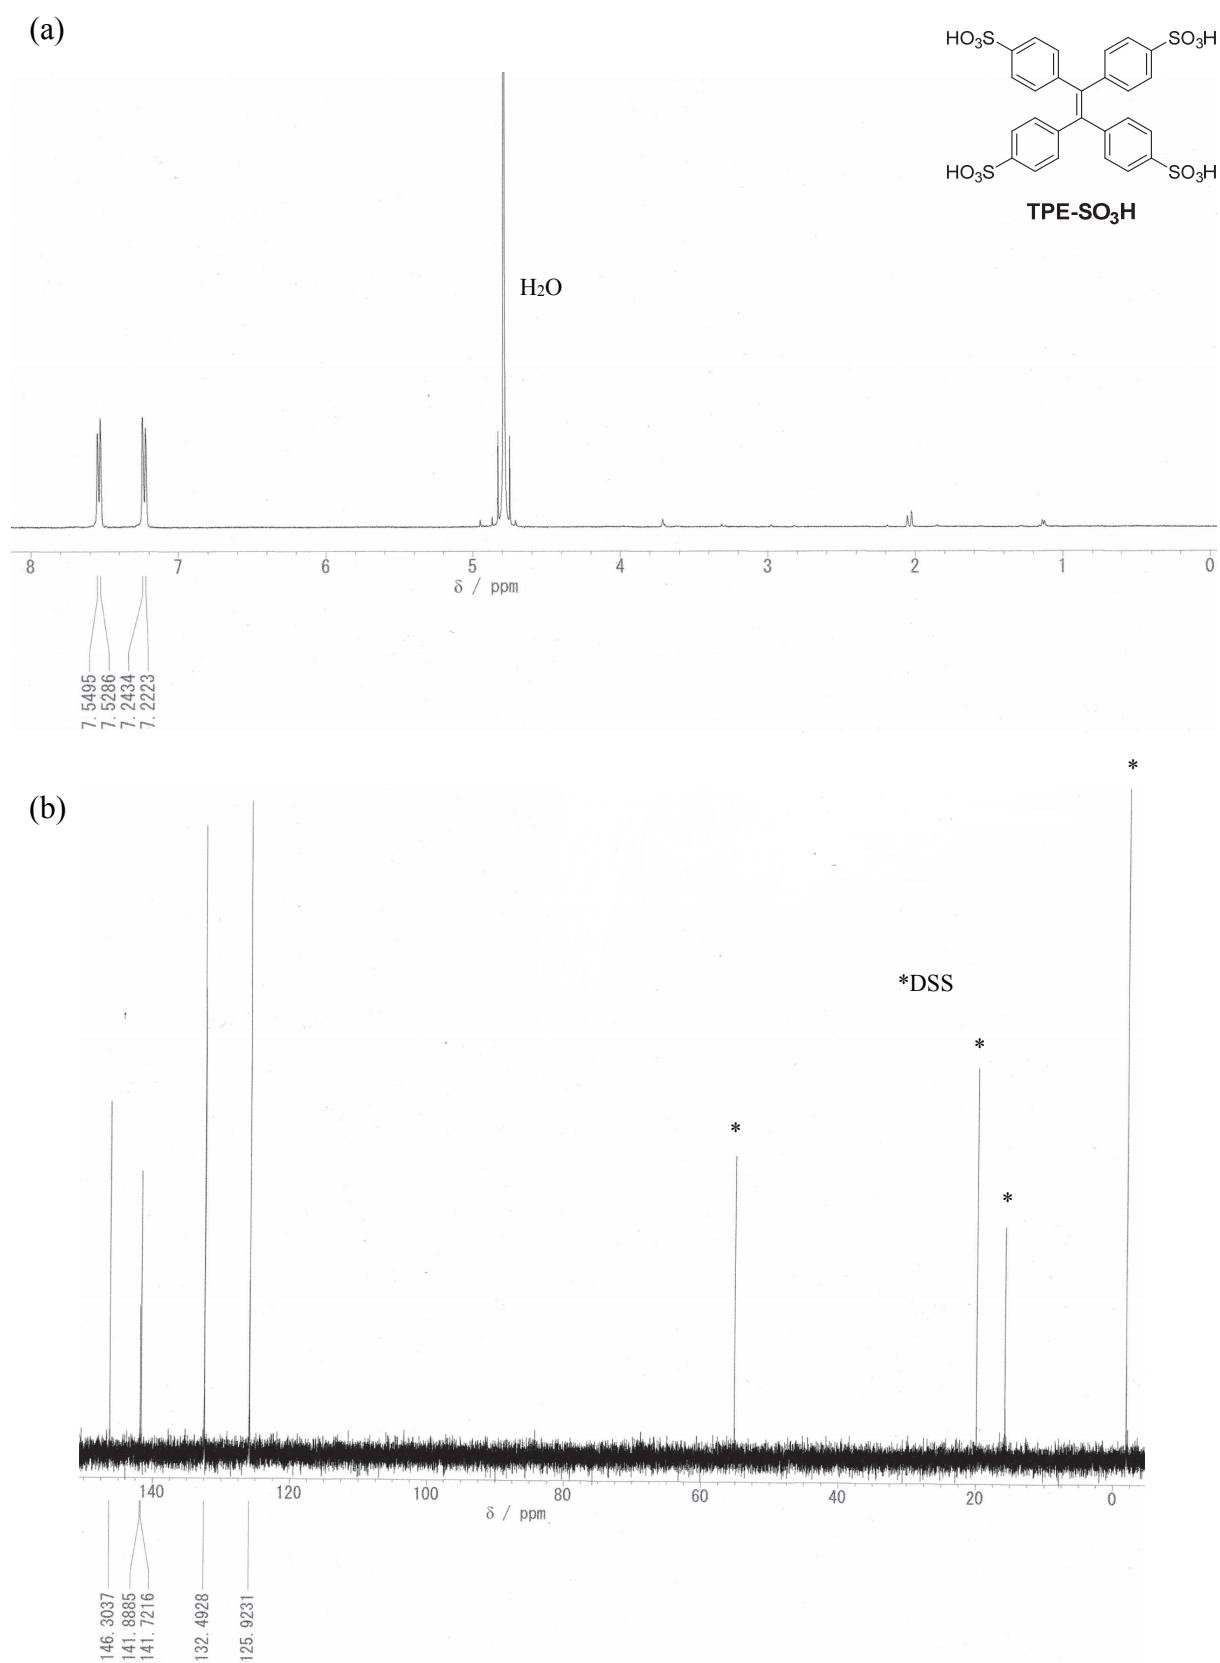 (a)
HO₃S
SO₃H
HO₃S
SO₃H
TPE-SO₃H
H₂O
8 7 6 5 4 3 2 1 0
δ / ppm
7.5495
7.5286
7.2434
7.2223
(b)
*
*DSS
*
*
*
140 120 100 80 60 40 20 0
δ / ppm
146.3037
141.8885
141.7216
132.4928
125.9231